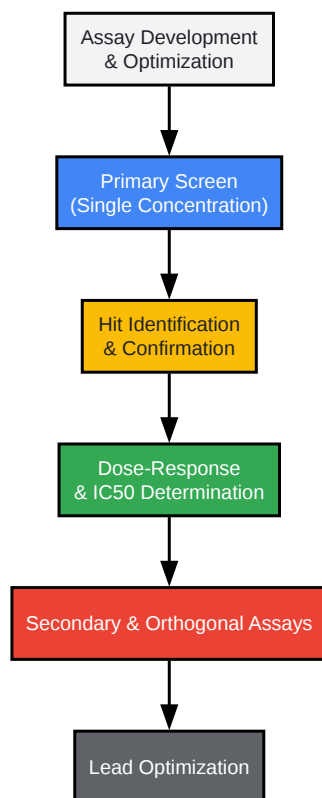 Assay Development
& Optimization
Primary Screen
(Single Concentration)
Hit Identification
& Confirmation
Dose-Response
& IC50 Determination
Secondary & Orthogonal Assays
Lead Optimization